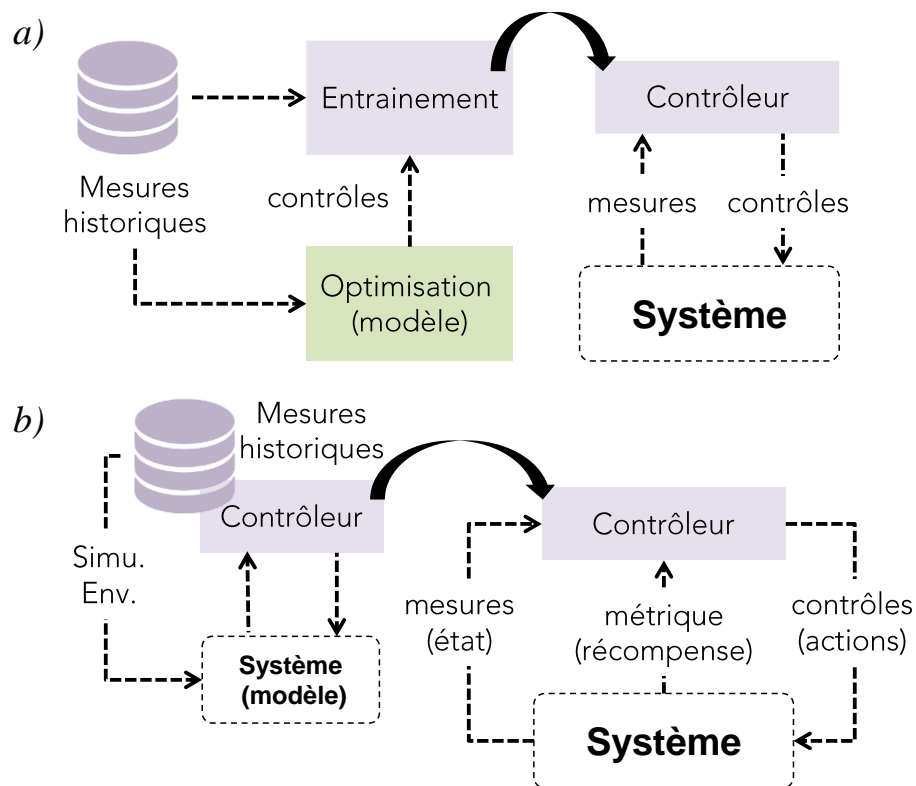 a)
Entrainement
Contrôleur
Mesures
historiques
contrôles
mesures
contrôles
Optimisation
(modèle)
Système
b)
Mesures
historiques
Contrôleur
Contrôleur
Simu.
Env.
mesures
(état)
métrique
(récompense)
contrôles
(actions)
Système
(modèle)
Système